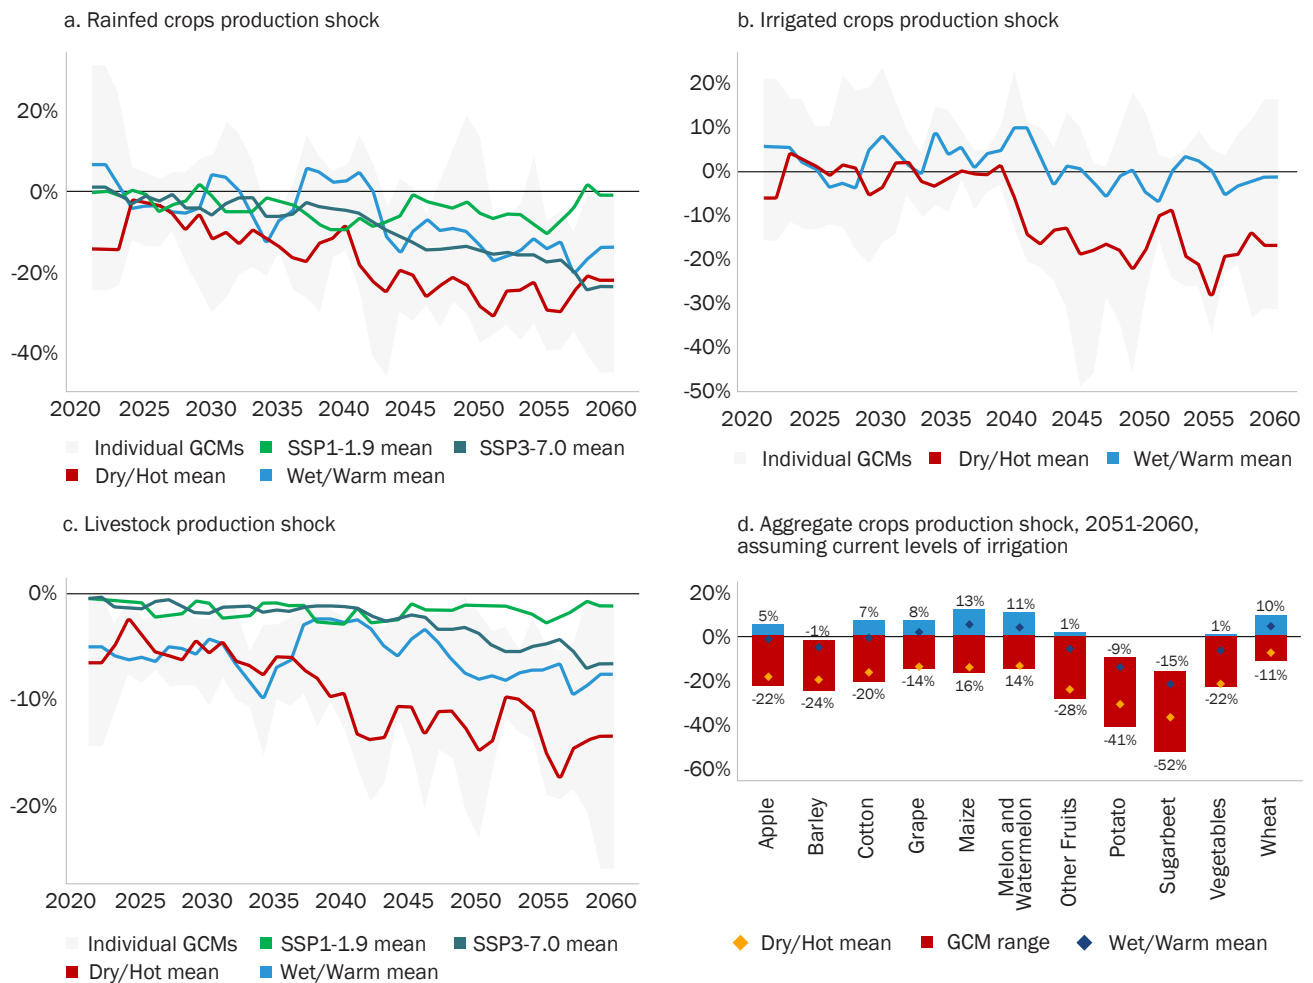 a. Rainfed crops production shock
20%
0%
-20%
-40%
2020 2025 2030 2035 2040 2045 2050 2055 2060
Individual GCMs SSP1-1.9 mean SSP3-7.0 mean
Dry/Hot mean Wet/Warm mean
b. Irrigated crops production shock
20%
10%
0%
-10%
-20%
-30%
-40%
-50%
2020 2025 2030 2035 2040 2045 2050 2055 2060
Individual GCMs Dry/Hot mean Wet/Warm mean
c. Livestock production shock
0%
-10%
-20%
2020 2025 2030 2035 2040 2045 2050 2055 2060
Individual GCMs SSP1-1.9 mean SSP3-7.0 mean
Dry/Hot mean Wet/Warm mean
d. Aggregate crops production shock, 2051-2060,
assuming current levels of irrigation
20%
0%
-20%
-40%
-60%
5% -1% 7% 8% 13% 11% 1% -9% -15% 1% 10%
-22% -24% -20% -14% 16% 14% -28% -41% -52% -22% -11%
Apple
Barley
Cotton
Grape
Maize
Melon and
Watermelon
Other Fruits
Potato
Sugarbeet
Vegetables
Wheat
Dry/Hot mean GCM range Wet/Warm mean